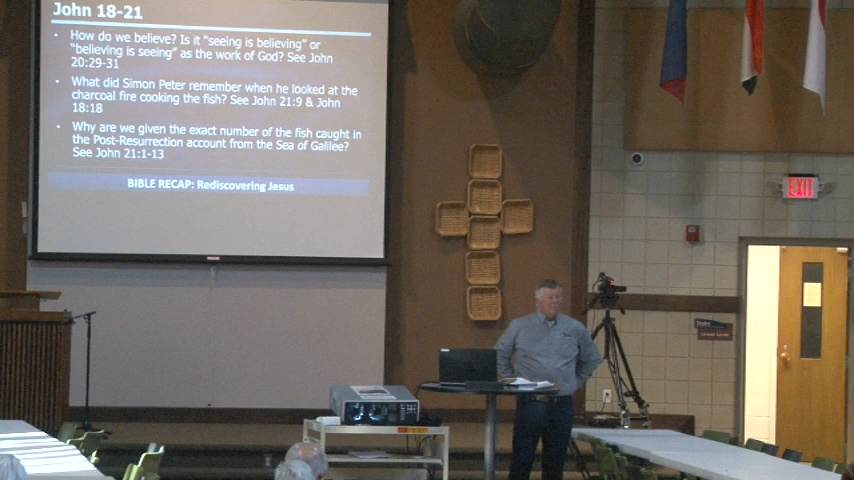 John 18-21
• How do we believe? Is it "seeing is believing" or
"believing is seeing" as the work of God? See John
20:29-31
• What did Simon Peter remember when he looked at the
charcoal fire cooking the fish? See John 21:9 & John
18:18
• Why are we given the exact number of the fish caught in
the Post-Resurrection account from the Sea of Galilee?
See John 21:1-13
BIBLE RECAP: Rediscovering Jesus
EXIT